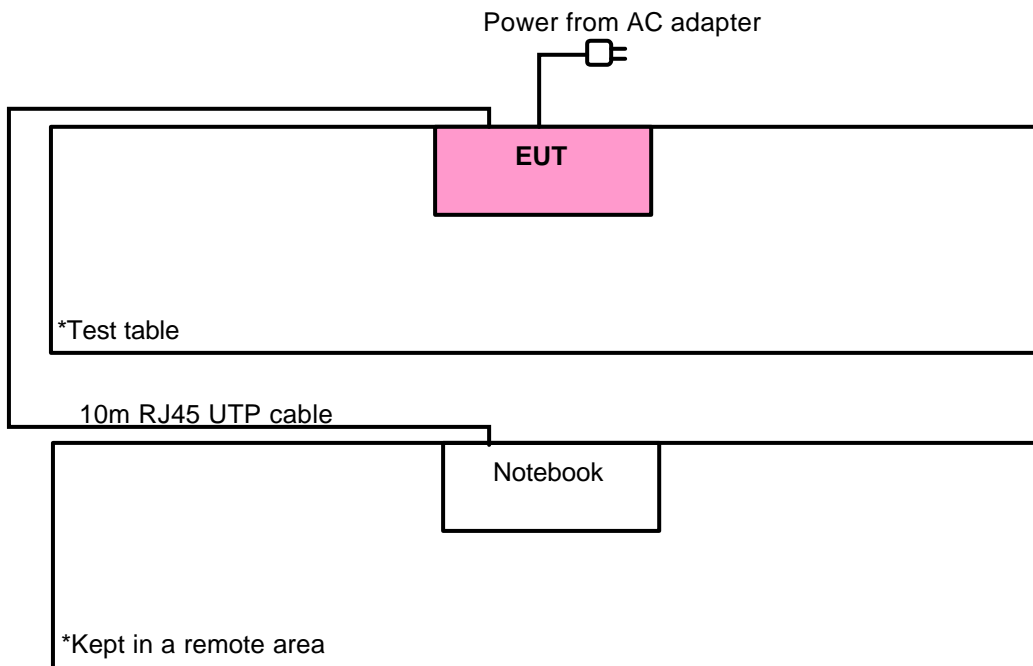 Power from AC adapter
EUT
*Test table
10m RJ45 UTP cable
Notebook
*Kept in a remote area